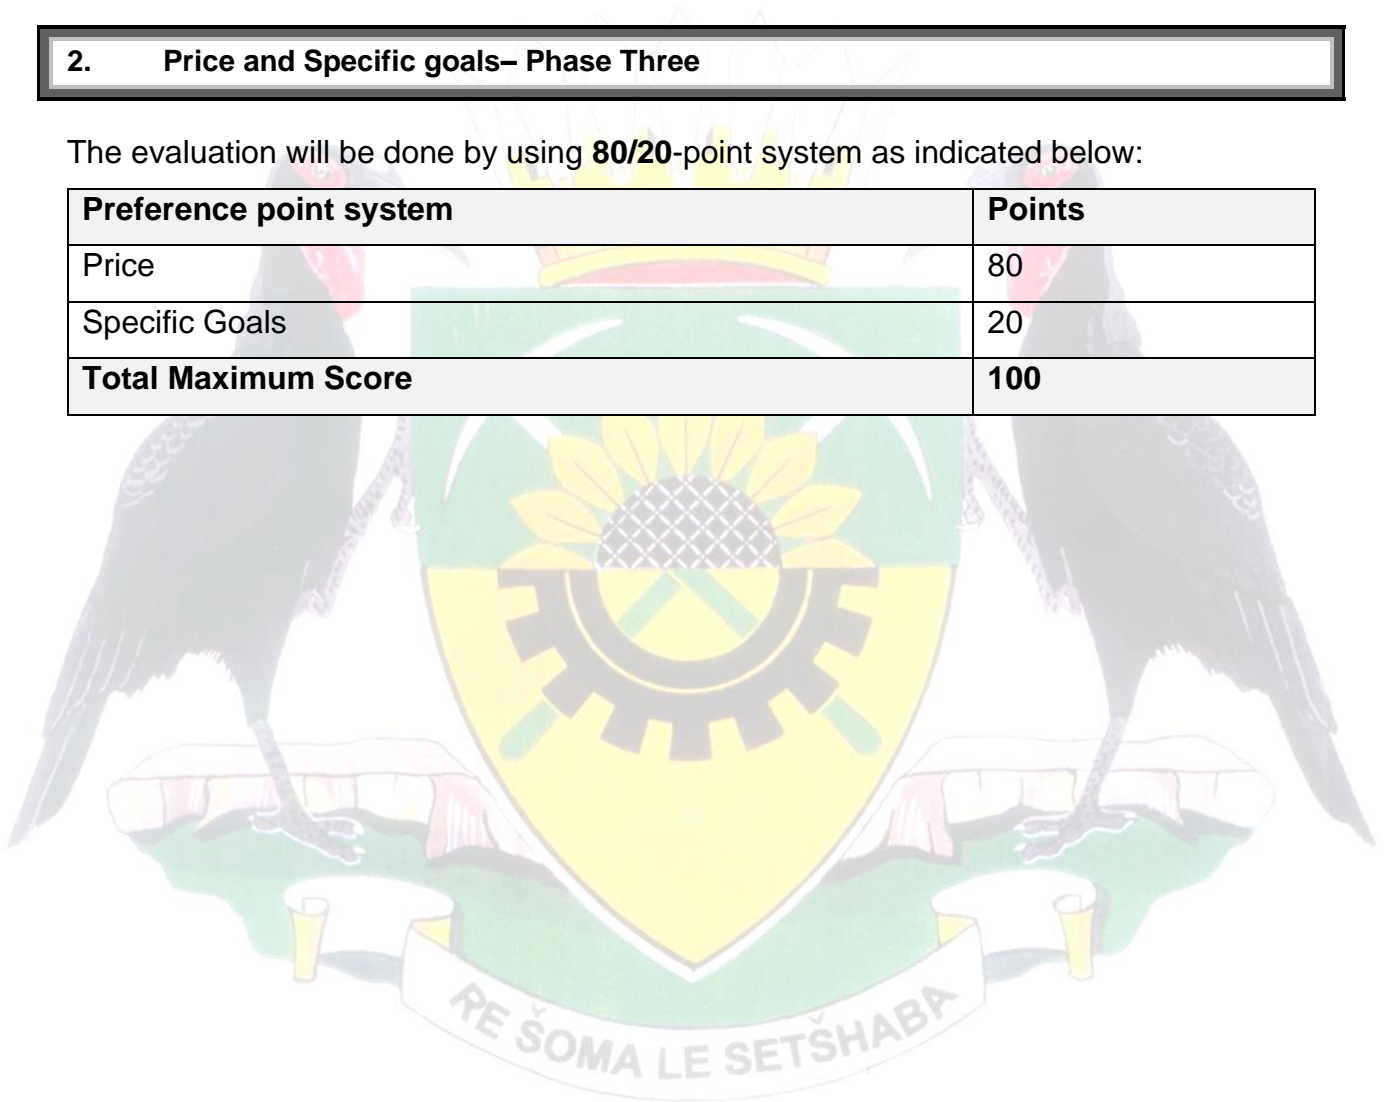 2. Price and Specific goals– Phase Three
The evaluation will be done by using 80/20-point system as indicated below:
Preference point system Points
Price 80
Specific Goals 20
Total Maximum Score 100
RE ŠOMA LE SETŠHABA